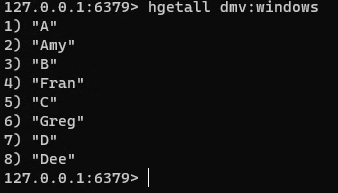 127.0.0.1:6379> hgetall dmv:windows
1) "A"
2) "Amy"
3) "B"
4) "Fran"
5) "C"
6) "Greg"
7) "D"
8) "Dee"
127.0.0.1:6379>